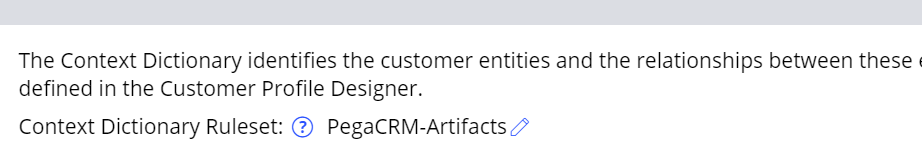 The Context Dictionary identifies the customer entities and the relationships between these
defined in the Customer Profile Designer.
Context Dictionary Ruleset: ? PegaCRM-Artifacts